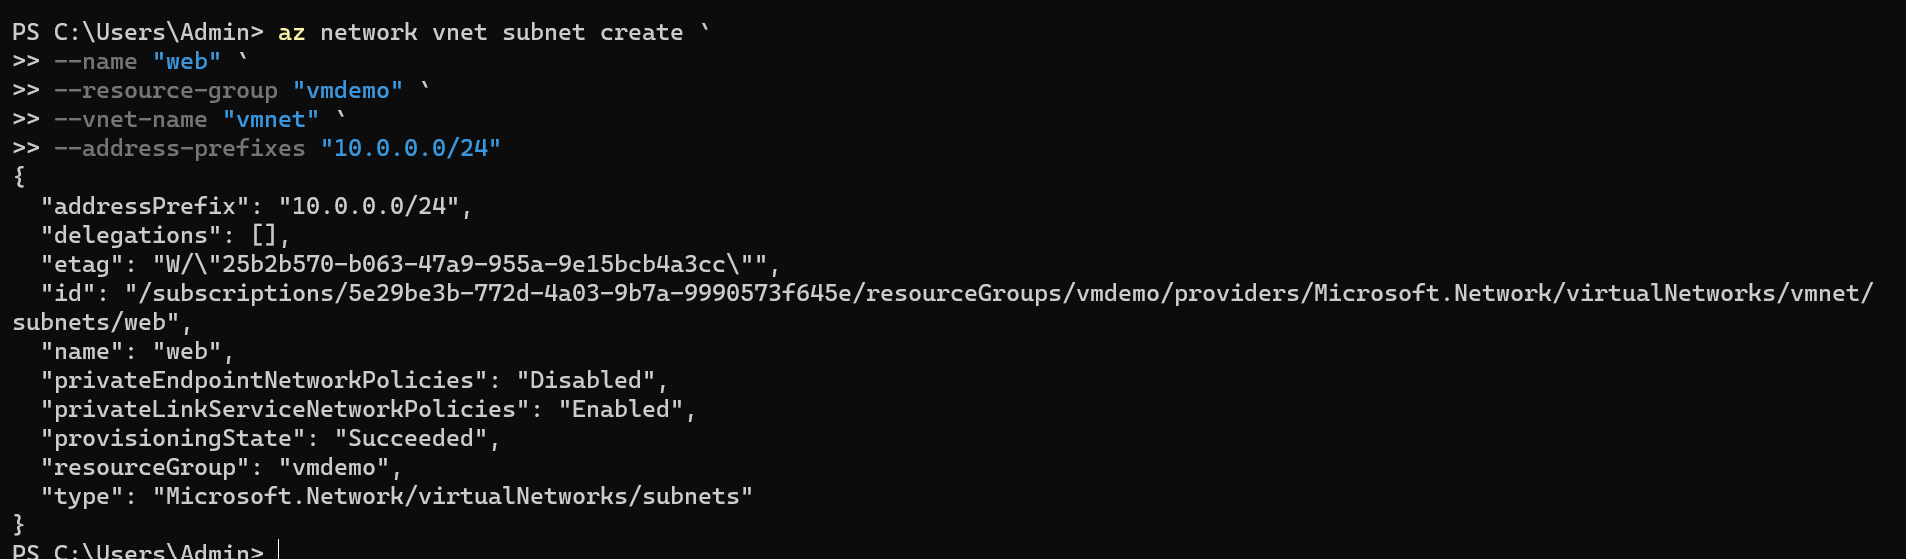 PS C:\Users\Admin> az network vnet subnet create `
>> --name "web" `
>> --resource-group "vmdemo" `
>> --vnet-name "vmnet" `
>> --address-prefixes "10.0.0.0/24"
{
  "addressPrefix": "10.0.0.0/24",
  "delegations": [],
  "etag": "W/\"25b2b570-b063-47a9-955a-9e15bcb4a3cc\"",
  "id": "/subscriptions/5e29be3b-772d-4a03-9b7a-9990573f645e/resourceGroups/vmdemo/providers/Microsoft.Network/virtualNetworks/vmnet/
subnets/web",
  "name": "web",
  "privateEndpointNetworkPolicies": "Disabled",
  "privateLinkServiceNetworkPolicies": "Enabled",
  "provisioningState": "Succeeded",
  "resourceGroup": "vmdemo",
  "type": "Microsoft.Network/virtualNetworks/subnets"
}
PS C:\Users\Admin>